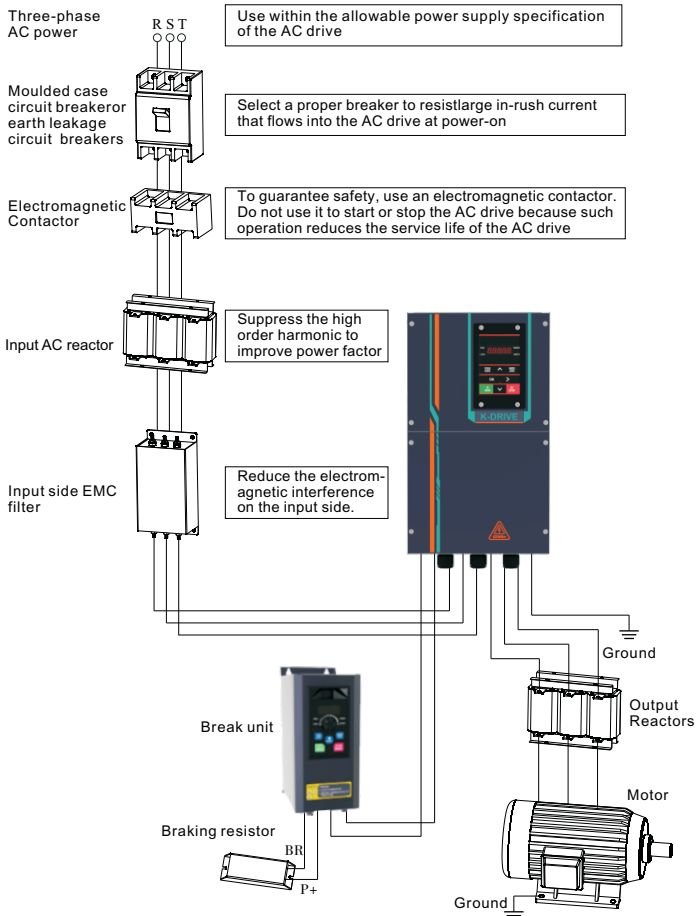 Three-phase
AC power
R S T
Use within the allowable power supply specification
of the AC drive
Moulded case
circuit breakeror
earth leakage
circuit breakers
Select a proper breaker to resistlarge in-rush current
that flows into the AC drive at power-on
Electromagnetic
Contactor
To guarantee safety, use an electromagnetic contactor.
Do not use it to start or stop the AC drive because such
operation reduces the service life of the AC drive
Input AC reactor
Suppress the high
order harmonic to
improve power factor
K-DRIVE
Input side EMC
filter
Reduce the electrom-
agnetic interference
on the input side.
Ground
Break unit
Output
Reactors
Motor
Braking resistor
BR
P+
Ground